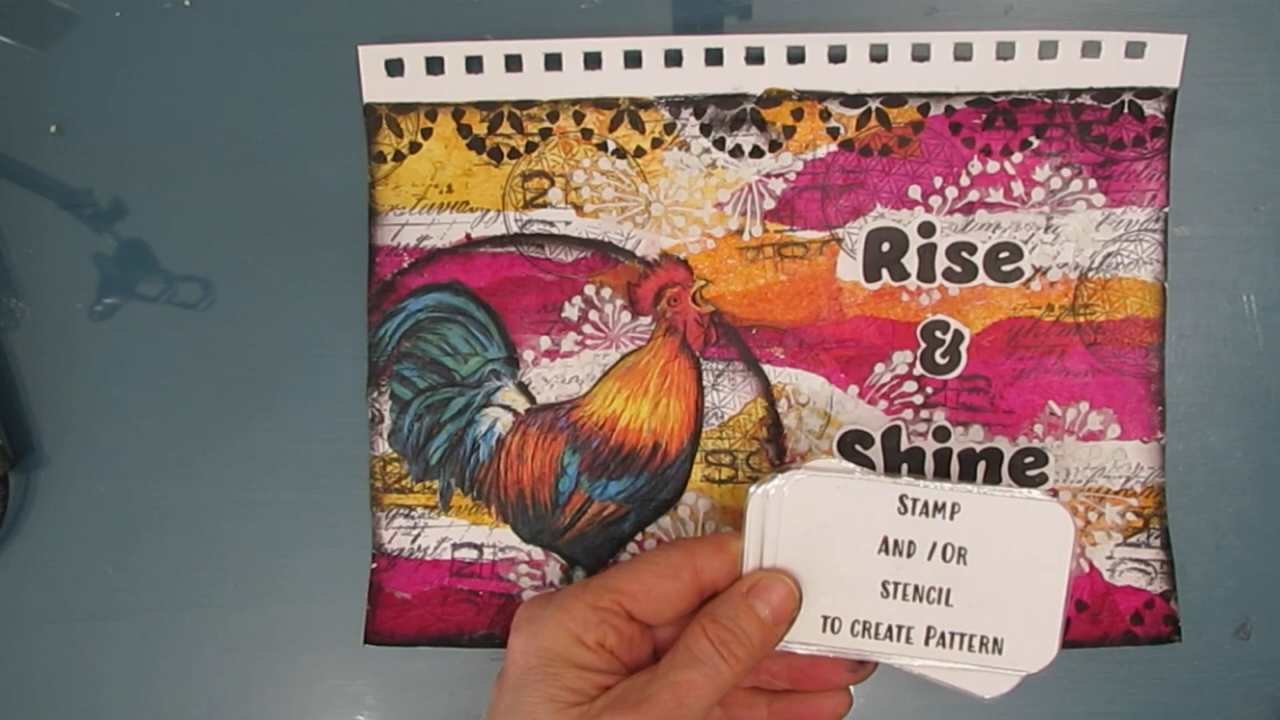 Rise
&
Shine
STAMP
AND / OR
STENCIL
TO CREATE PATTERN